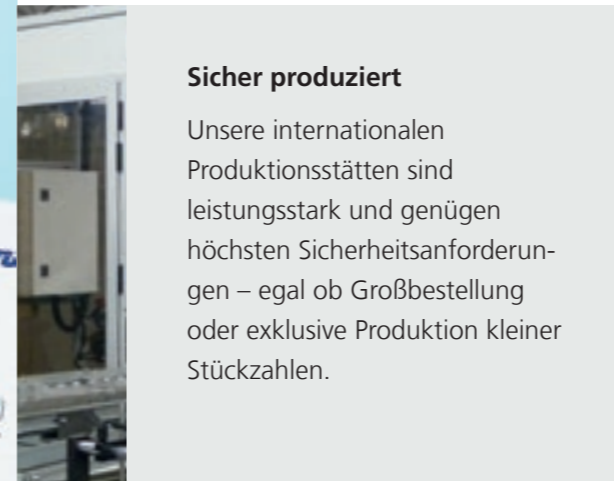 Sicher produziert
Unsere internationalen
Produktionsstätten sind
leistungsstark und genügen
höchsten Sicherheitsanforderun-
gen – egal ob Großbestellung
oder exklusive Produktion kleiner
Stückzahlen.